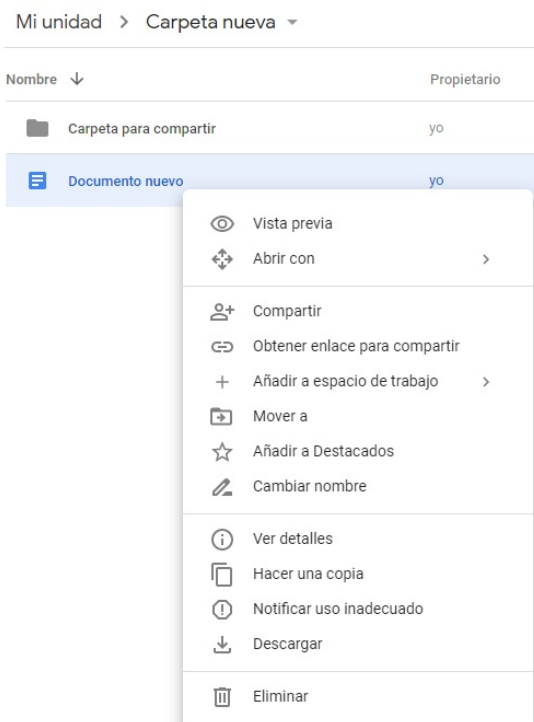 Mi unidad > Carpeta nueva
Nombre Propietario
Carpeta para compartir yo
Documento nuevo yo
Vista previa
Abrir con
Compartir
Obtener enlace para compartir
Añadir a espacio de trabajo
Mover a
Añadir a Destacados
Cambiar nombre
Ver detalles
Hacer una copia
Notificar uso inadecuado
Descargar
Eliminar